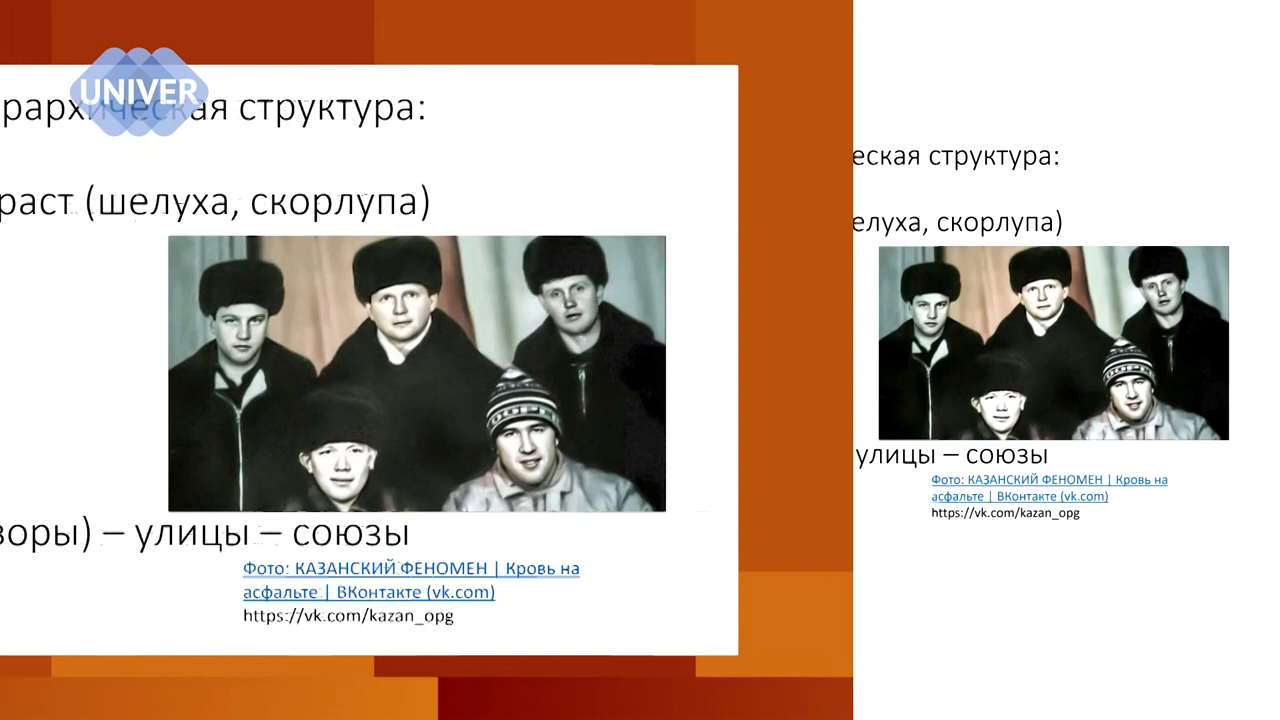 UNIVER
рархическая структура:
раст (шелуха, скорлупа)
зоры) – улицы – союзы
Фото: КАЗАНСКИЙ ФЕНОМЕН | Кровь на
асфальте | ВКонтакте (vk.com)
https://vk.com/kazan_opg
еская структура:
елуха, скорлупа)
улицы – союзы
Фото: КАЗАНСКИЙ ФЕНОМЕН | Кровь на
асфальте | ВКонтакте (vk.com)
https://vk.com/kazan_opg